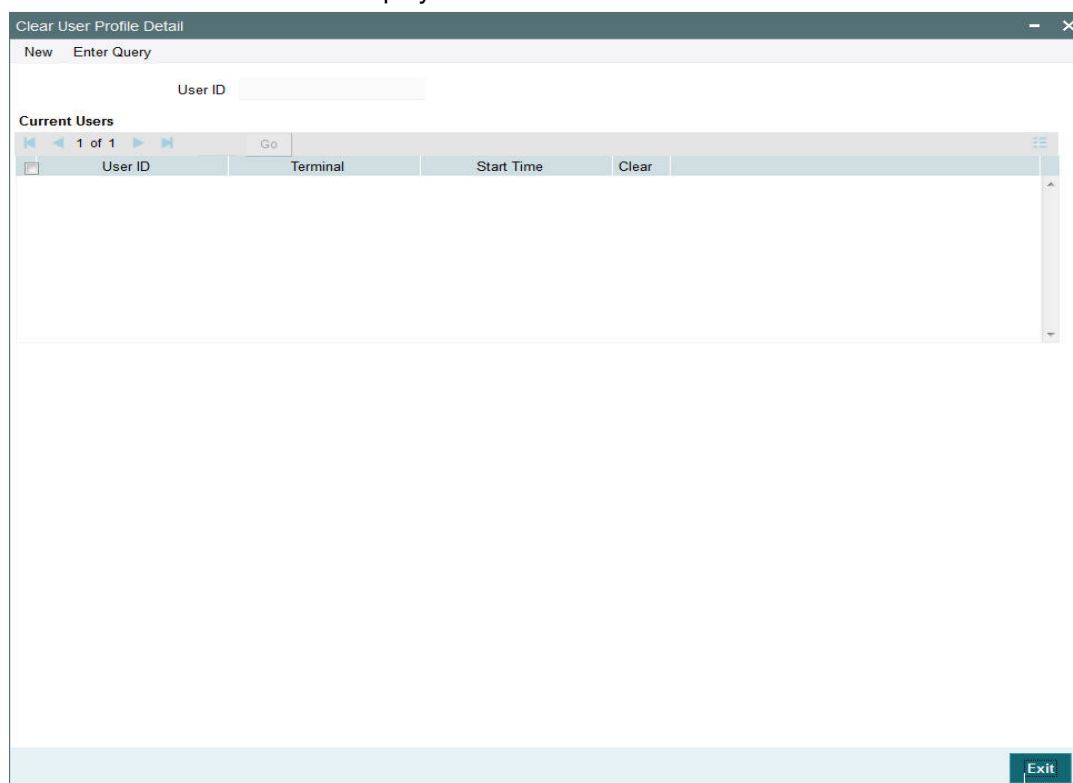 Clear User Profile Detail
New Enter Query
User ID
Current Users
1 of 1 Go
User ID Terminal Start Time Clear
Exit